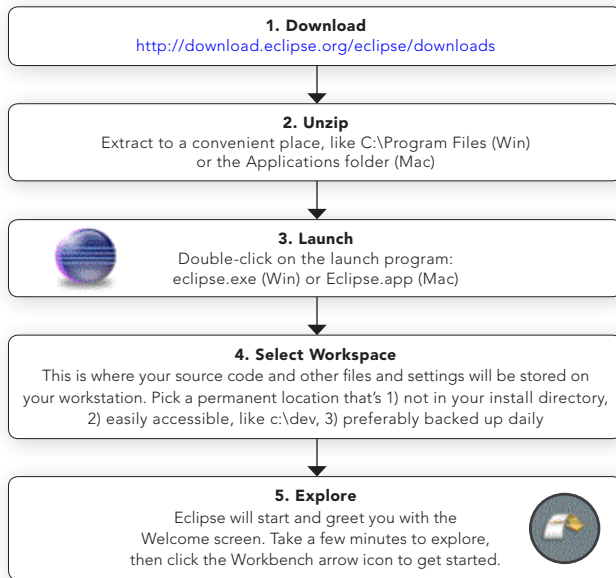 1. Download
http://download.eclipse.org/eclipse/downloads
2. Unzip
Extract to a convenient place, like C:\Program Files (Win)
or the Applications folder (Mac)
3. Launch
Double-click on the launch program:
eclipse.exe (Win) or Eclipse.app (Mac)
4. Select Workspace
This is where your source code and other files and settings will be stored on
your workstation. Pick a permanent location that's 1) not in your install directory,
2) easily accessible, like c:\dev, 3) preferably backed up daily
5. Explore
Eclipse will start and greet you with the
Welcome screen. Take a few minutes to explore,
then click the Workbench arrow icon to get started.